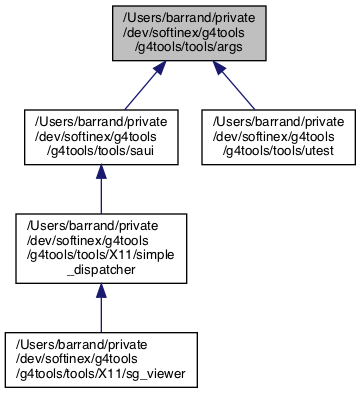 /Users/barrand/private
/dev/softinex/g4tools
/g4tools/tools/args
/Users/barrand/private
/dev/softinex/g4tools
/g4tools/tools/saui
/Users/barrand/private
/dev/softinex/g4tools
/g4tools/tools/utest
/Users/barrand/private
/dev/softinex/g4tools
/g4tools/tools/X11/simple
_dispatcher
/Users/barrand/private
/dev/softinex/g4tools
/g4tools/tools/X11/sg_viewer